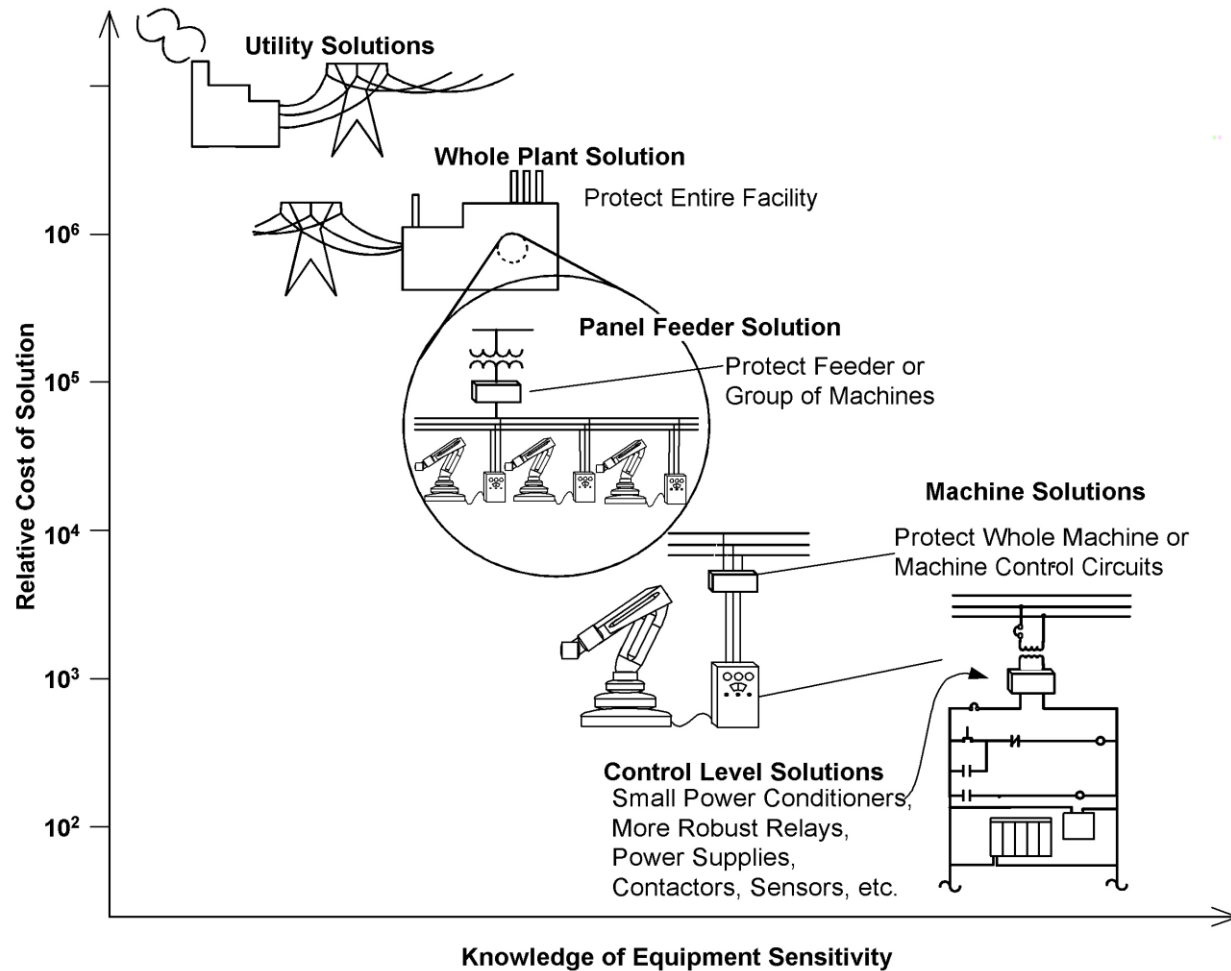 Utility Solutions
Whole Plant Solution
Protect Entire Facility
10⁶
Panel Feeder Solution
Protect Feeder or
Group of Machines
10⁵
Machine Solutions
Protect Whole Machine or
Machine Control Circuits
10⁴
10³
Control Level Solutions
Small Power Conditioners,
More Robust Relays,
Power Supplies,
Contactors, Sensors, etc.
10²
Relative Cost of Solution
Knowledge of Equipment Sensitivity